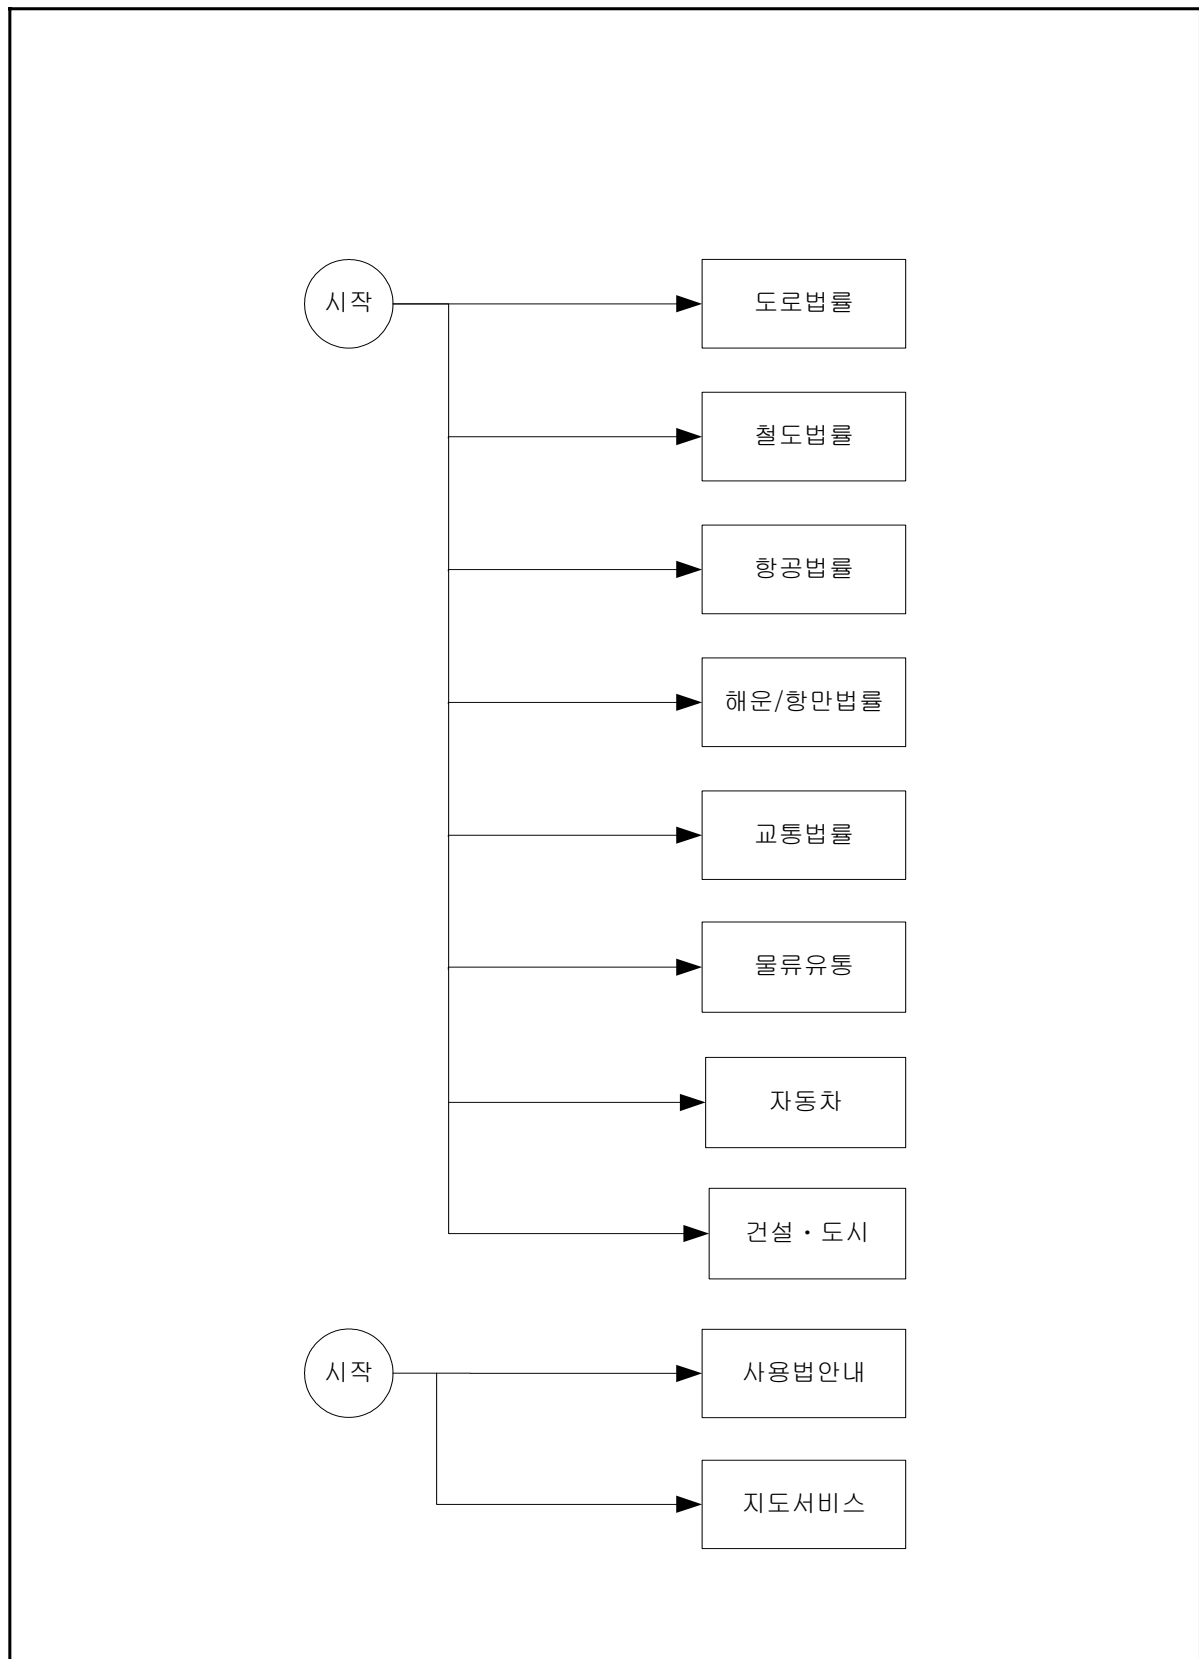 시작
도로법률
철도법률
항공법률
해운/항만법률
교통법률
물류유통
자동차
건설・도시
시작
사용법안내
지도서비스